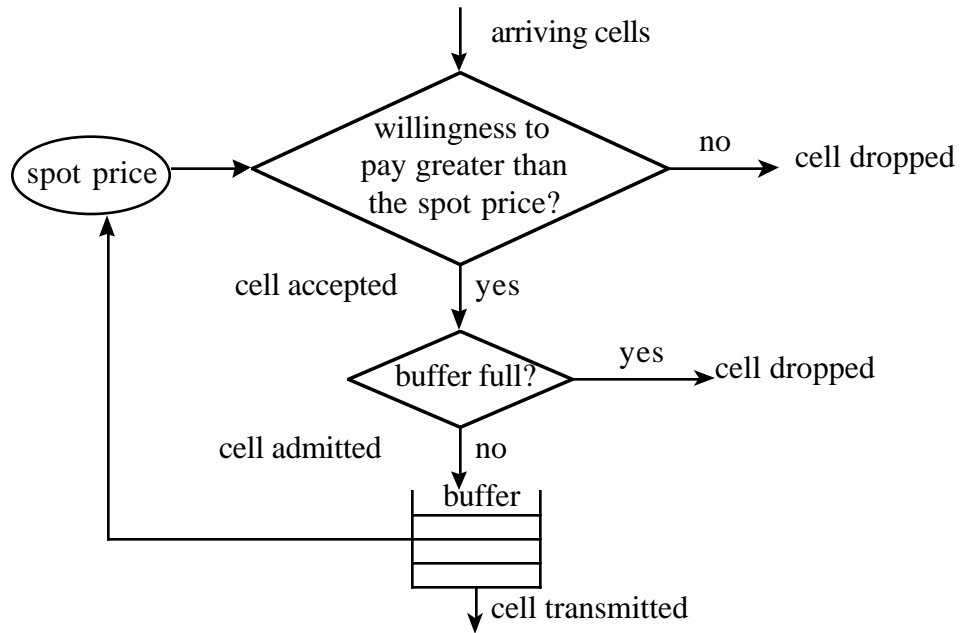 arriving cells
willingness to
pay greater than
the spot price?
no
cell dropped
spot price
cell accepted
yes
buffer full?
yes
cell dropped
cell admitted
no
buffer
cell transmitted